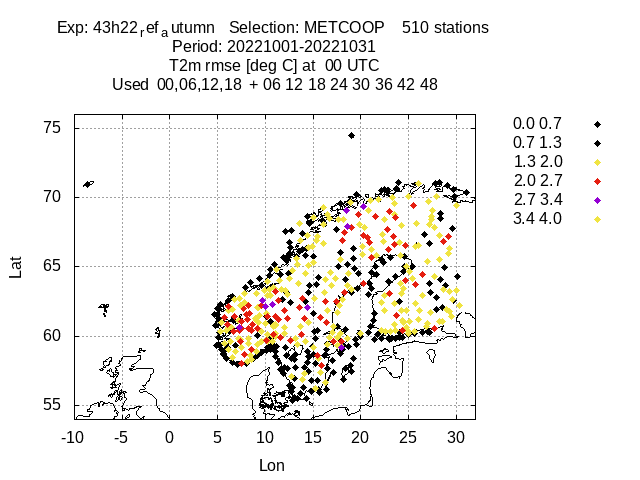 Exp: 43h22ref_autumn Selection: METCOOP 510 stations
Period: 20221001-20221031
T2m rmse [deg C] at 00 UTC
Used 00,06,12,18 + 06 12 18 24 30 36 42 48
75
70
65
60
55
Lat
-10 -5 0 5 10 15 20 25 30
Lon
0.0 0.7
0.7 1.3
1.3 2.0
2.0 2.7
2.7 3.4
3.4 4.0